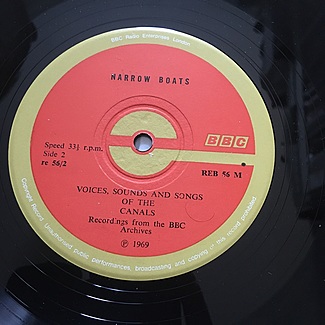 BBC Radio Enterprises London
NARROW BOATS
Speed 33⅓ r.p.m.
Side 2
re 56/2
BBC
REB 56 M
VOICES, SOUNDS AND SONGS
OF THE
CANALS
Recordings from the BBC
Archives
℗ 1969
Copyright Record. Unauthorised public performances, broadcasting and copying of this record prohibited